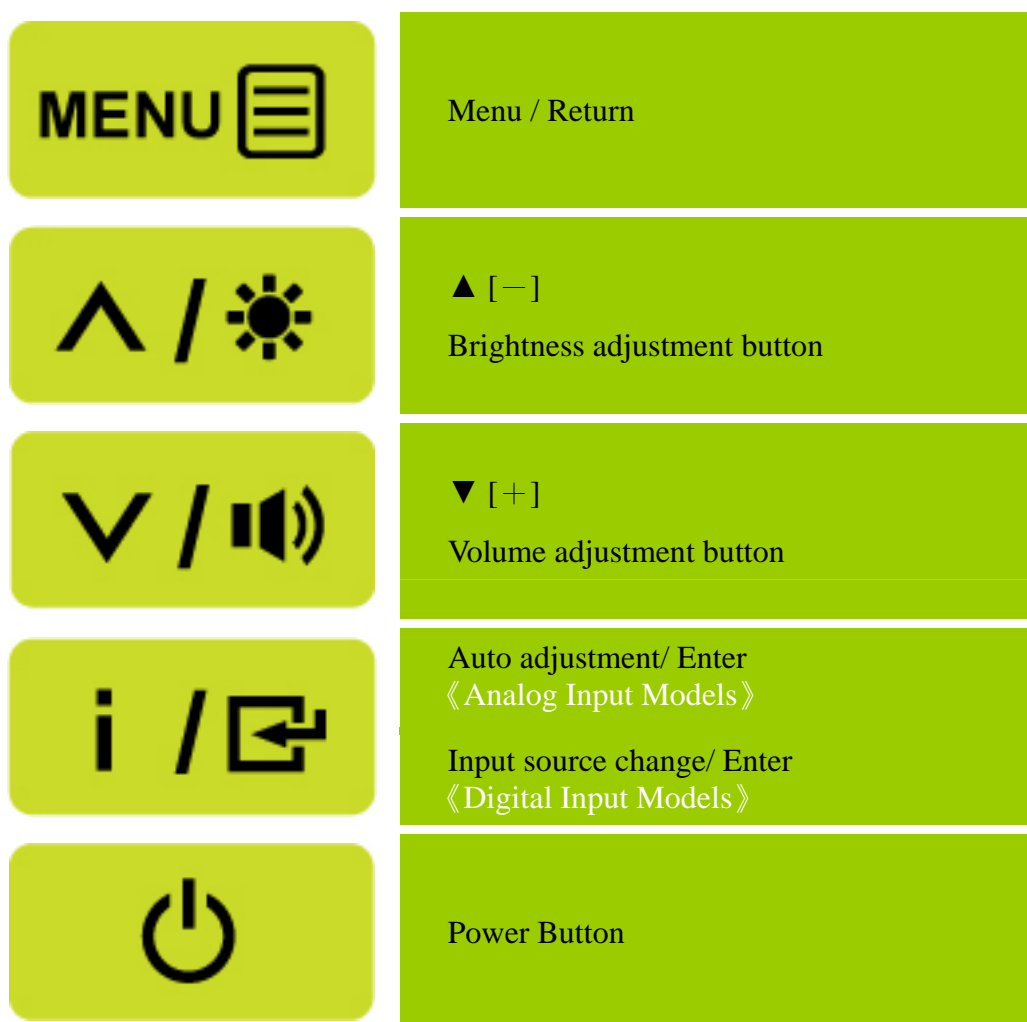 MENU
Menu / Return
∧ /
▲ [－]
Brightness adjustment button
∨ /
▼ [＋]
Volume adjustment button
i /
Auto adjustment/ Enter
《Analog Input Models》
Input source change/ Enter
《Digital Input Models》
Power Button